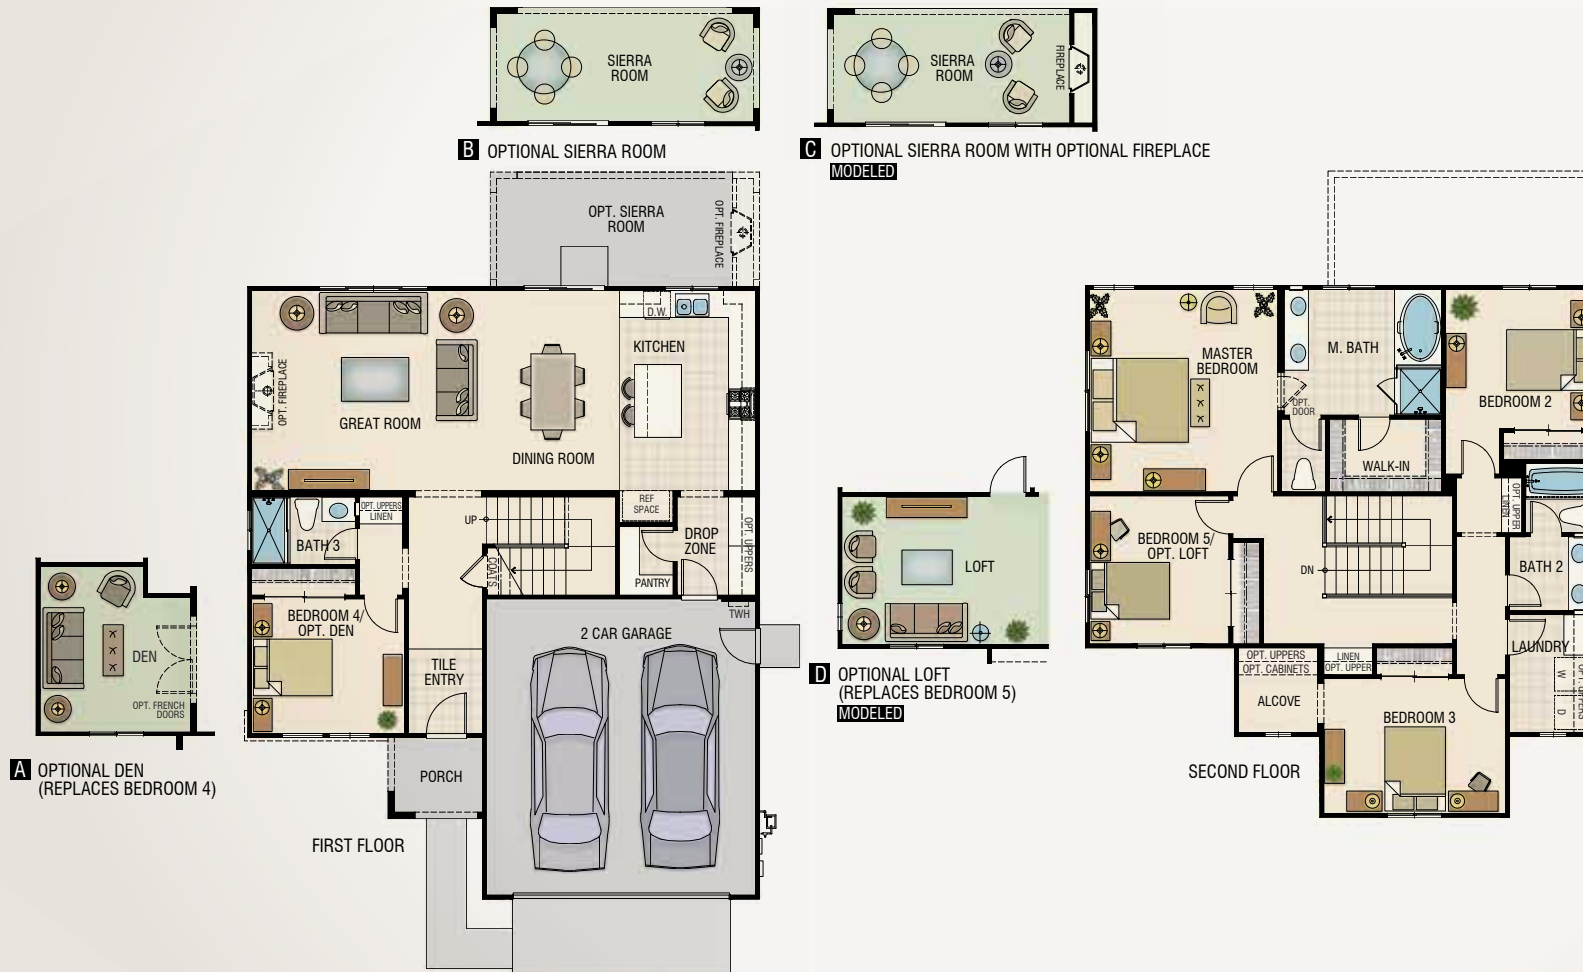 SIERRA
ROOM
B OPTIONAL SIERRA ROOM
SIERRA
ROOM
FIREPLACE
C OPTIONAL SIERRA ROOM WITH OPTIONAL FIREPLACE
MODELED
OPT. SIERRA
ROOM
OPT. FIREPLACE
D.W.
KITCHEN
OPT. FIREPLACE
GREAT ROOM
DINING ROOM
REF
SPACE
OPT. UPPERS
LINEN
UP
BATH 3
COATS
DROP
ZONE
OPT. UPPERS
PANTRY
BEDROOM 4/
OPT. DEN
2 CAR GARAGE
TWH
TILE
ENTRY
PORCH
FIRST FLOOR
DEN
OPT. FRENCH
DOORS
A OPTIONAL DEN
(REPLACES BEDROOM 4)
LOFT
D OPTIONAL LOFT
(REPLACES BEDROOM 5)
MODELED
MASTER
BEDROOM
M. BATH
OPT.
DOOR
WALK-IN
BEDROOM 2
OPT. UPPER
LINEN
BEDROOM 5/
OPT. LOFT
DN
BATH 2
LAUNDRY
W
D
OPT. UPPERS
OPT. CABINETS
LINEN
OPT. UPPER
ALCOVE
BEDROOM 3
SECOND FLOOR